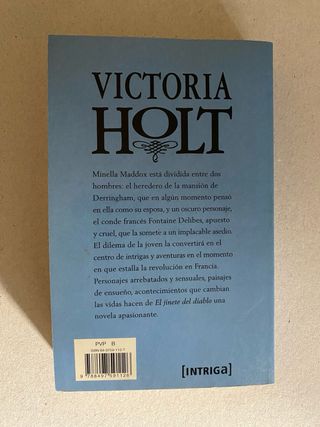 VICTORIA
HOLT
Minella Maddox está dividida entre dos
hombres: el heredero de la mansión de
Derringham, que en algún momento pensó
en ella como su esposa, y un oscuro personaje,
el conde francés Fontaine Delibes, apuesto
y cruel, que la somete a un implacable asedio.
El dilema de la joven la convertirá en el
centro de intrigas y aventuras en el momento
en que estalla la revolución en Francia.
Personajes arrebatados y sensuales, paisajes
de ensueño, acontecimientos que cambian
las vidas hacen de El jinete del diablo una
novela apasionante.
PVP B
[INTRIGA]